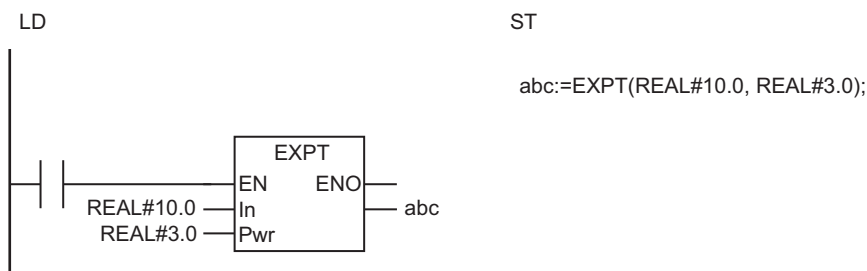 LD
ST
abc:=EXPT(REAL#10.0, REAL#3.0);
EXPT
EN ENO
REAL#10.0 In abc
REAL#3.0 Pwr